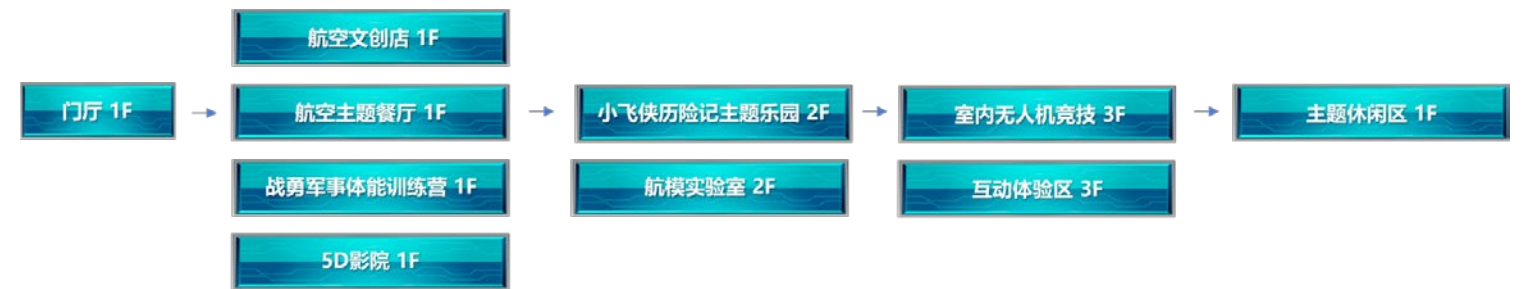 门厅 1F
航空文创店 1F
航空主题餐厅 1F
战勇军事体能训练营 1F
5D影院 1F
小飞侠历险记主题乐园 2F
航模实验室 2F
室内无人机竞技 3F
互动体验区 3F
主题休闲区 1F